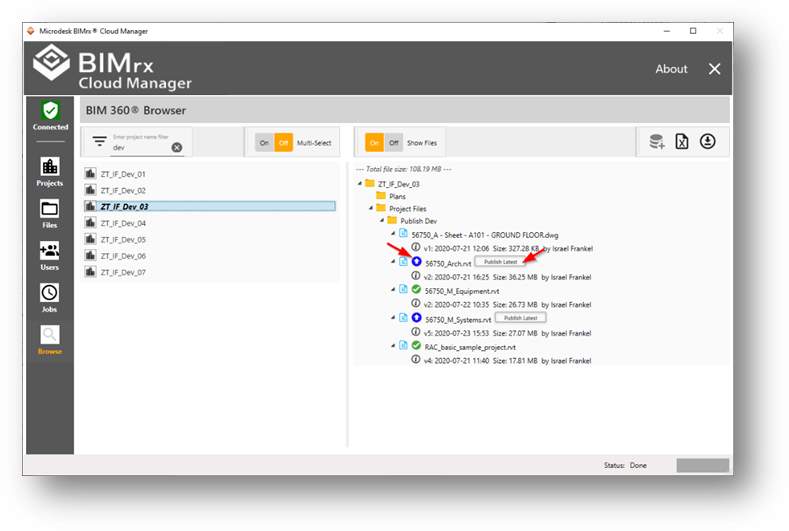 Microdesk BIMrx® Cloud Manager
BIMrx
Cloud Manager
About
Connected
BIM 360® Browser
Enter project name filter
dev
On Off Multi-Select
On Off Show Files
Projects
Files
Users
Jobs
Browse
ZT_IF_Dev_01
ZT_IF_Dev_02
ZT_IF_Dev_03
ZT_IF_Dev_04
ZT_IF_Dev_05
ZT_IF_Dev_06
ZT_IF_Dev_07
--- Total file size: 108.19 MB ---
ZT_IF_Dev_03
Plans
Project Files
Publish Dev
56750_A - Sheet - A101 - GROUND FLOOR.dwg
v1: 2020-07-21 12:06 Size: 327.28 KB by Israel Frankel
56750_Arch.rvt Publish Latest
v2: 2020-07-21 16:25 Size: 36.25 MB by Israel Frankel
56750_M_Equipment.rvt
v2: 2020-07-22 10:35 Size: 26.73 MB by Israel Frankel
56750_M_Systems.rvt Publish Latest
v5: 2020-07-23 15:53 Size: 27.07 MB by Israel Frankel
RAC_basic_sample_project.rvt
v4: 2020-07-21 11:40 Size: 17.81 MB by Israel Frankel
Status: Done